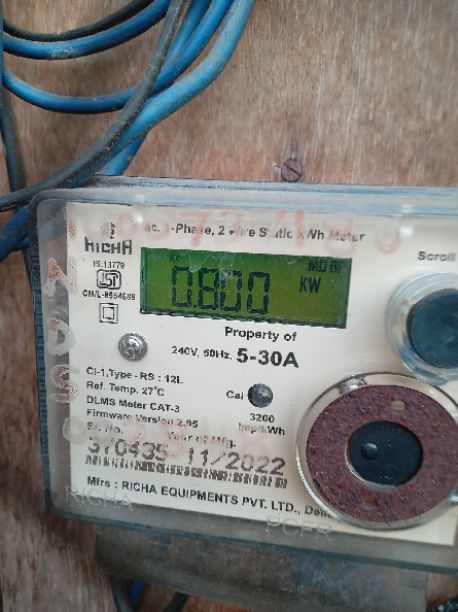 ac. 1-Phase, 2 wire Static kWh Meter
RICHA
IS:13779
ISI
CM/L-8654689
MD BP
0.800 KW
Scroll
Property of
240V, 50Hz. 5-30A
Cl-1,Type - RS : 12L
Ref. Temp. 27°C
DLMS Meter CAT-3
Firmware Version 2.05
Cal
3200
Imp/kWh
Sr. No. Year of Mfg.
370435 11/2022
Mfrs : RICHA EQUIPMENTS PVT. LTD.,
RICHA